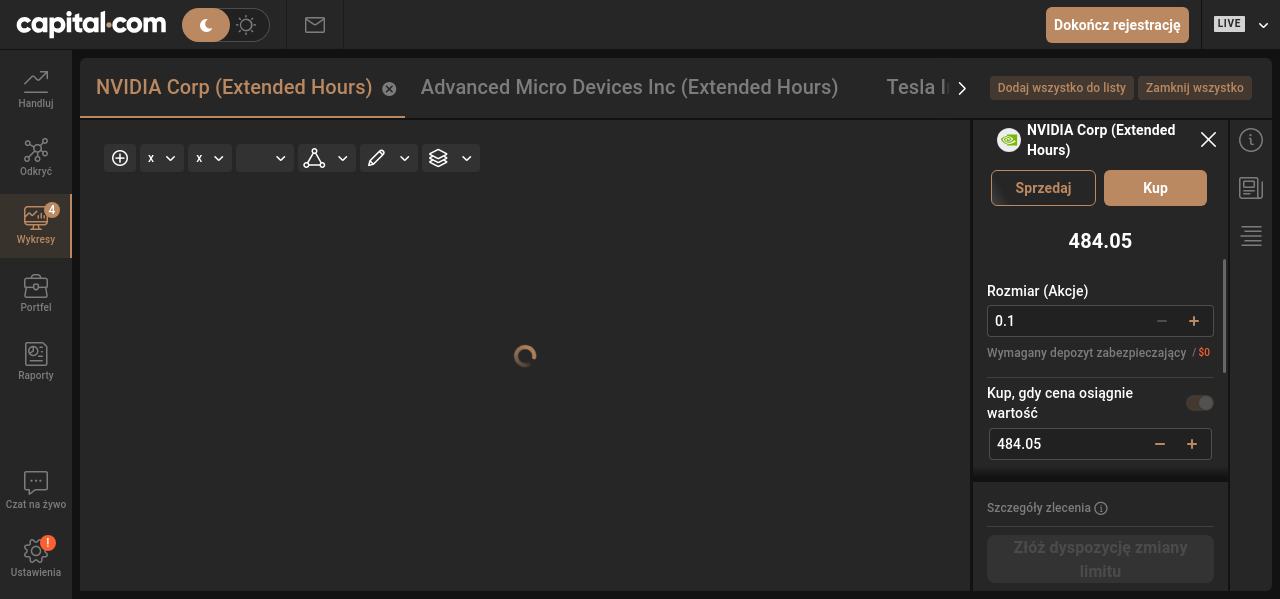 capital.com
Dokończ rejestrację
LIVE
Handluj
Odkryć
4
Wykresy
Portfel
Raporty
Czat na żywo
!
Ustawienia
NVIDIA Corp (Extended Hours)
Advanced Micro Devices Inc (Extended Hours)
Tesla I
Dodaj wszystko do listy
Zamknij wszystko
x
x
NVIDIA Corp (Extended
Hours)
Sprzedaj
Kup
484.05
Rozmiar (Akcje)
0.1
Wymagany depozyt zabezpieczający / $0
Kup, gdy cena osiągnie
wartość
484.05
Szczegóły zlecenia
Złóż dyspozycję zmiany
limitu